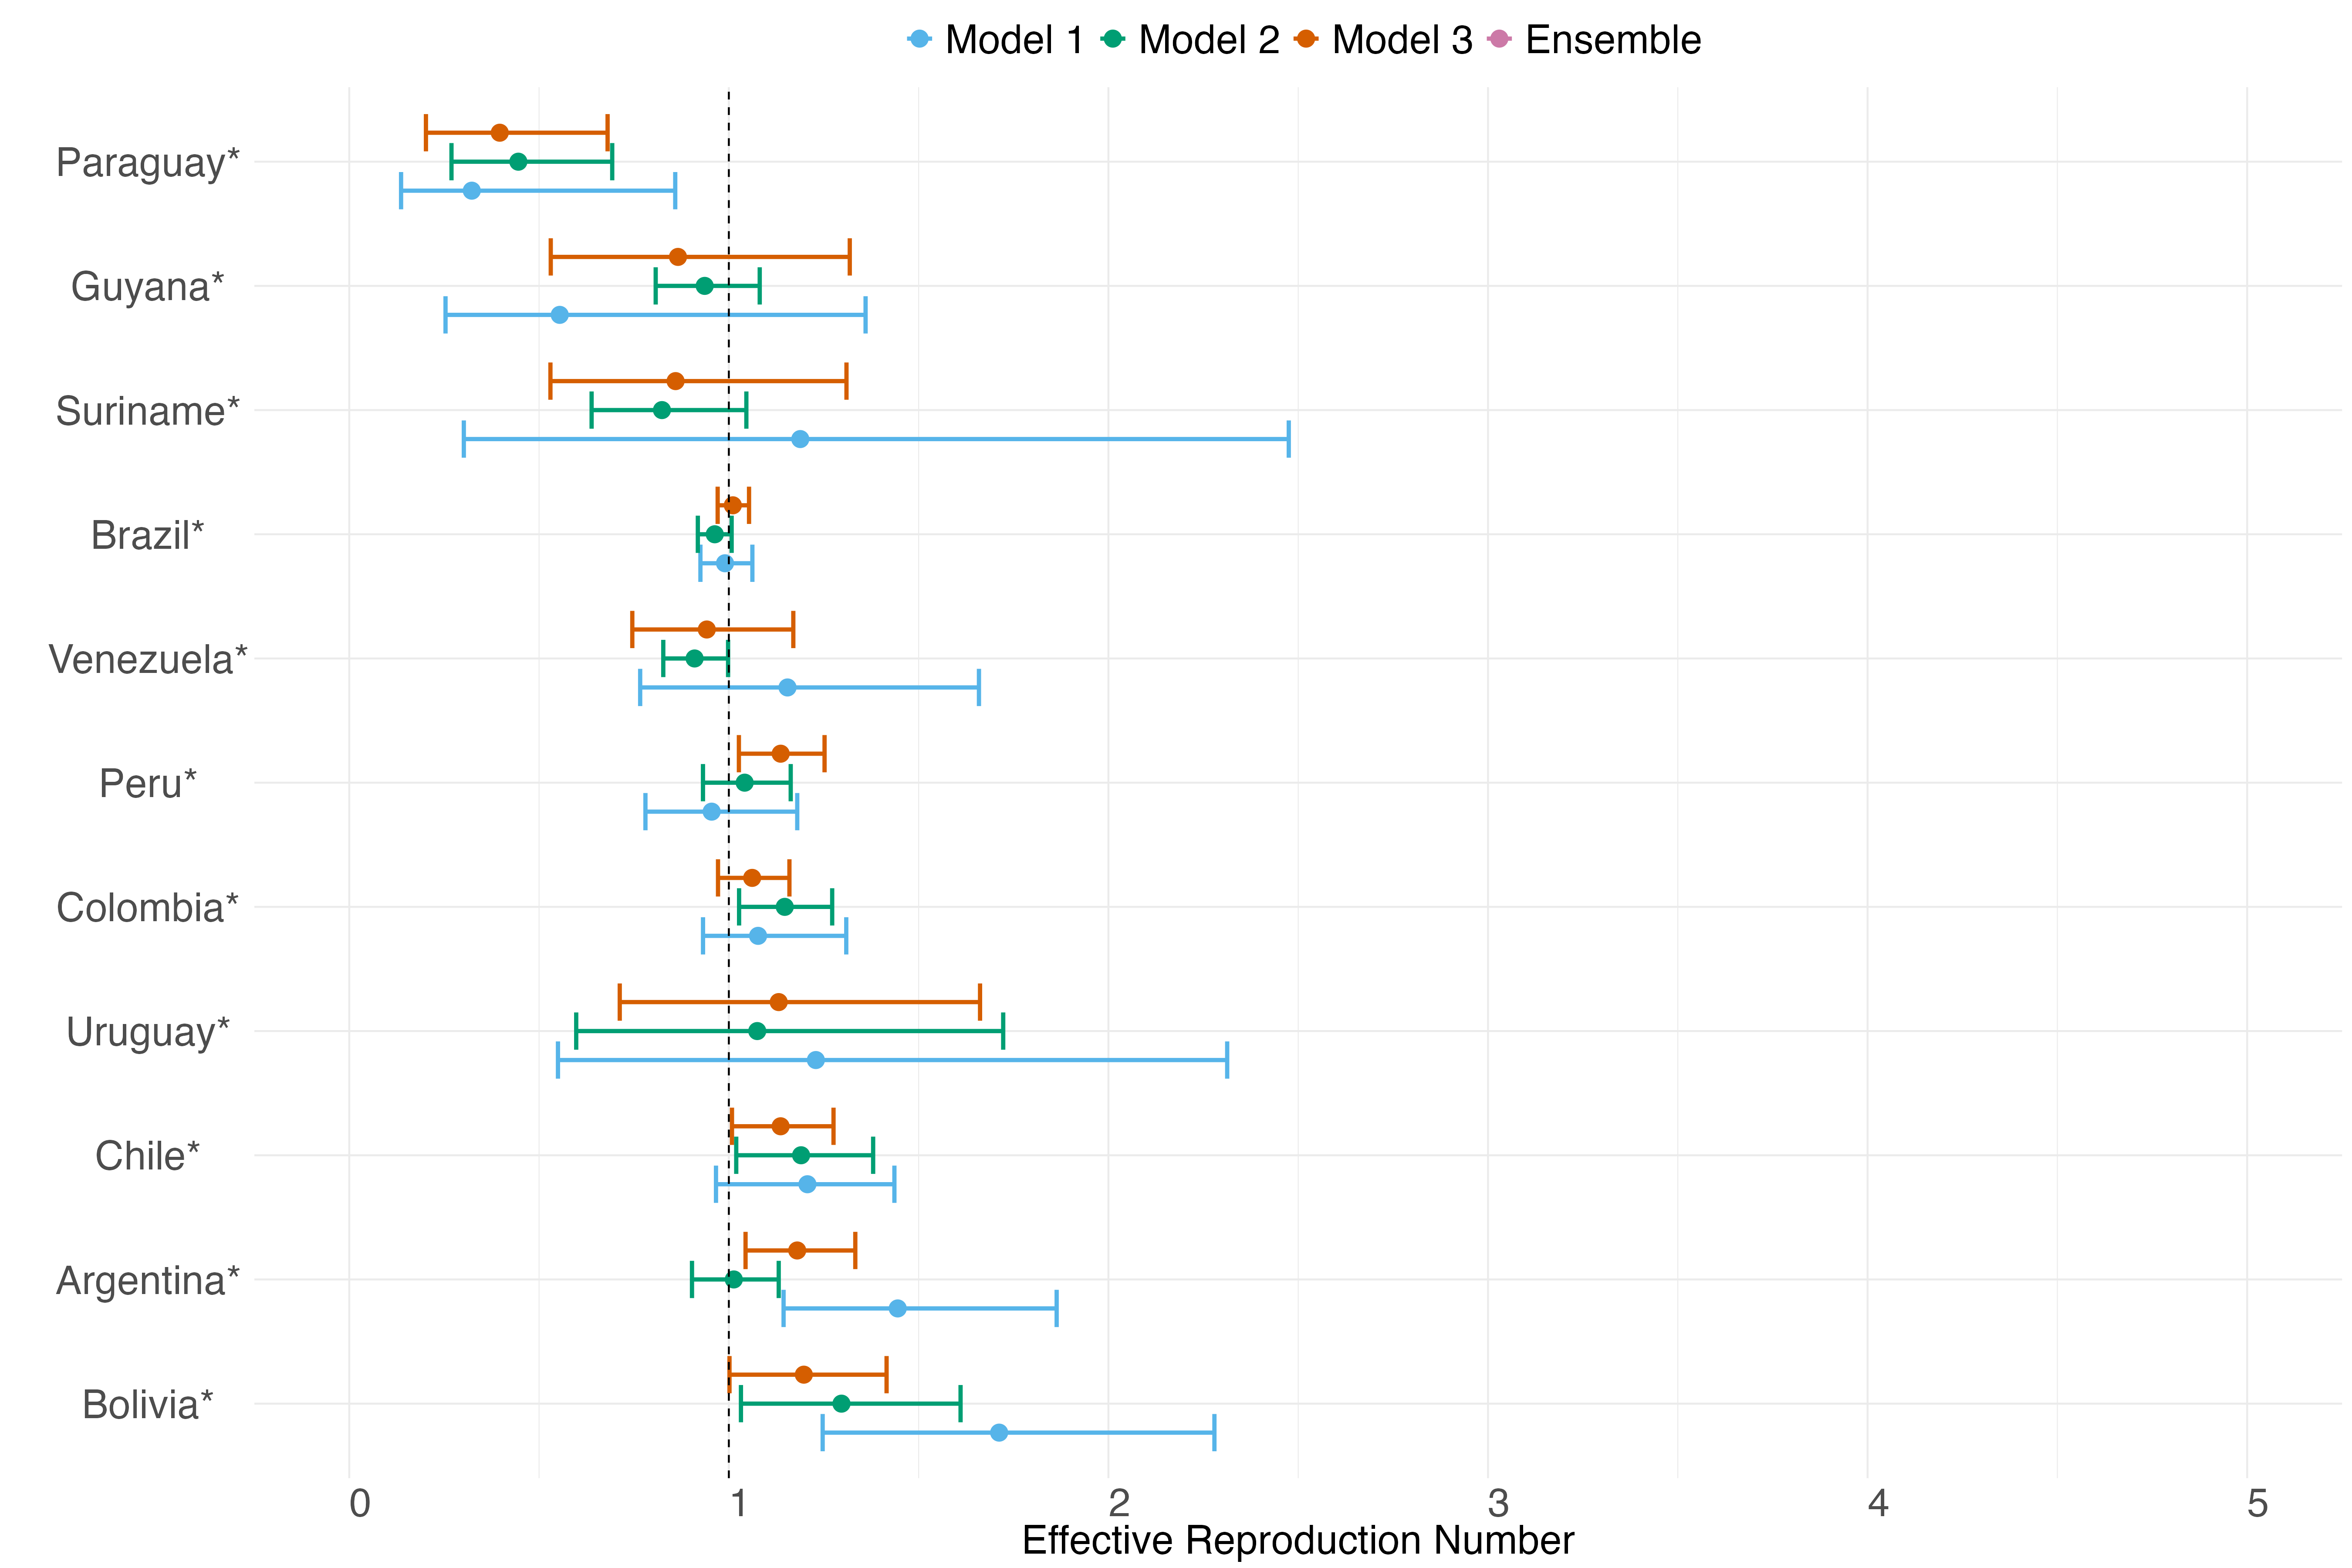 Model 1 Model 2 Model 3 Ensemble
Paraguay*
Guyana*
Suriname*
Brazil*
Venezuela*
Peru*
Colombia*
Uruguay*
Chile*
Argentina*
Bolivia*
0 1 2 3 4 5
Effective Reproduction Number